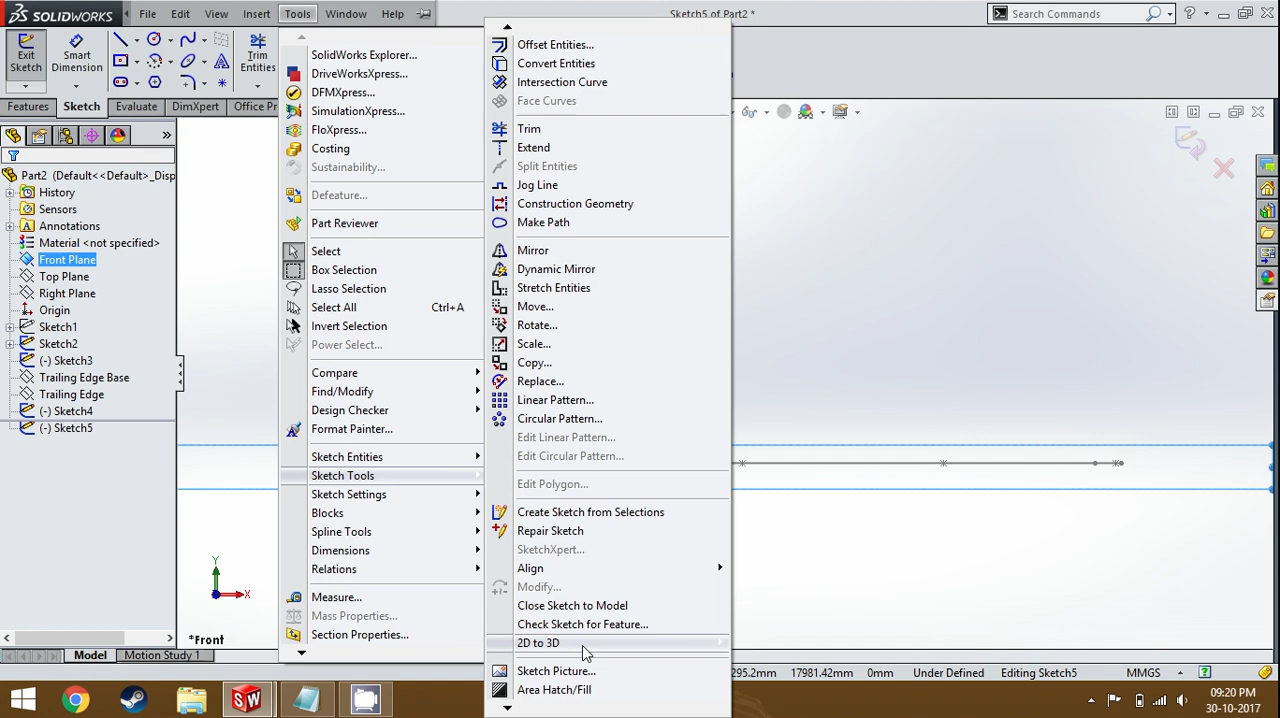 SOLIDWORKS File Edit View Insert Tools Window Help Sketch5 of Part2 * Search Commands
Exit Sketch
Smart Dimension
Trim Entities
Features Sketch Evaluate DimXpert Office Pr
Part2 (Default<<Default>_Disp
History
Sensors
Annotations
Material <not specified>
Front Plane
Top Plane
Right Plane
Origin
Sketch1
Sketch2
(-) Sketch3
Trailing Edge Base
Trailing Edge
(-) Sketch4
(-) Sketch5
SolidWorks Explorer...
DriveWorksXpress...
DFMXpress...
SimulationXpress...
FloXpress...
Costing
Sustainability...
Defeature...
Part Reviewer
Select
Box Selection
Lasso Selection
Select All Ctrl+A
Invert Selection
Power Select...
Compare
Find/Modify
Design Checker
Format Painter...
Sketch Entities
Sketch Tools
Sketch Settings
Blocks
Spline Tools
Dimensions
Relations
Measure...
Mass Properties...
Section Properties...
Offset Entities...
Convert Entities
Intersection Curve
Face Curves
Trim
Extend
Split Entities
Jog Line
Construction Geometry
Make Path
Mirror
Dynamic Mirror
Stretch Entities
Move...
Rotate...
Scale...
Copy...
Replace...
Linear Pattern...
Circular Pattern...
Edit Linear Pattern...
Edit Circular Pattern...
Edit Polygon...
Create Sketch from Selections
Repair Sketch
SketchXpert...
Align
Modify...
Close Sketch to Model
Check Sketch for Feature...
2D to 3D
Sketch Picture...
Area Hatch/Fill
Y
X
*Front
Model Motion Study 1
295.2mm 17981.42mm Under Defined Editing Sketch5 MMGS
09:20 PM
30-10-2017